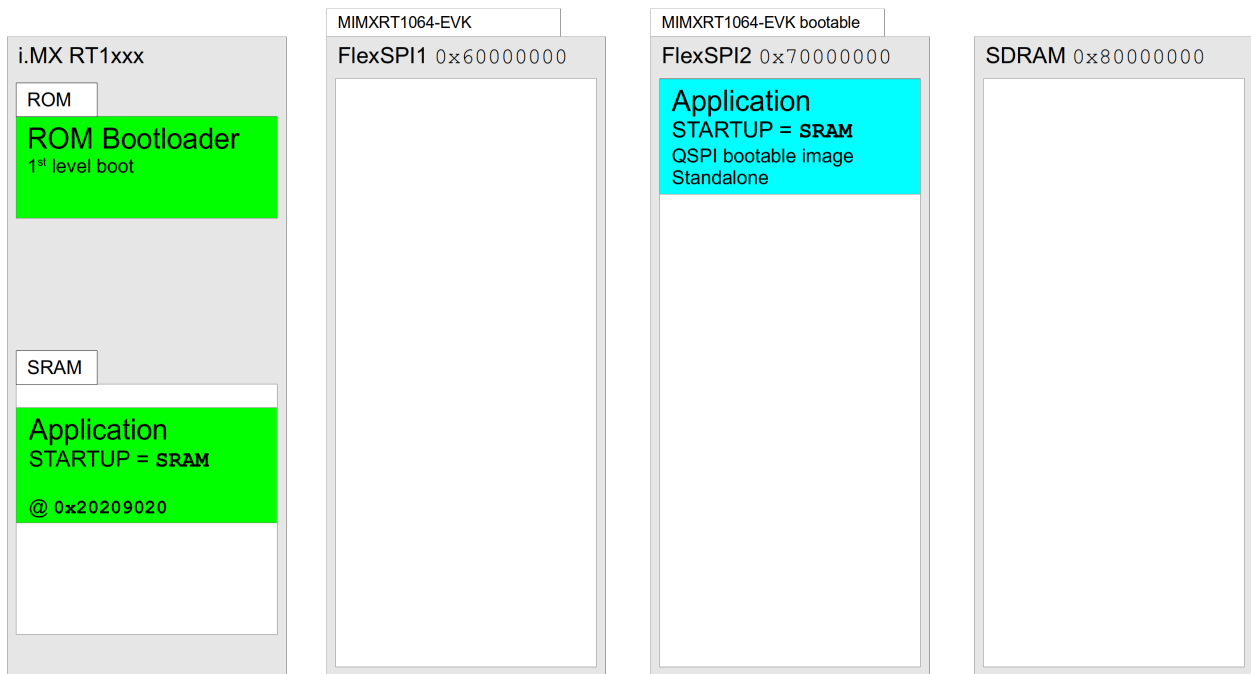 i.MX RT1xxx
ROM
ROM Bootloader
1st level boot
SRAM
Application
STARTUP = SRAM
@ 0x20209020
MIMXRT1064-EVK
FlexSPI1 0x60000000
MIMXRT1064-EVK bootable
FlexSPI2 0x70000000
Application
STARTUP = SRAM
QSPI bootable image
Standalone
SDRAM 0x80000000